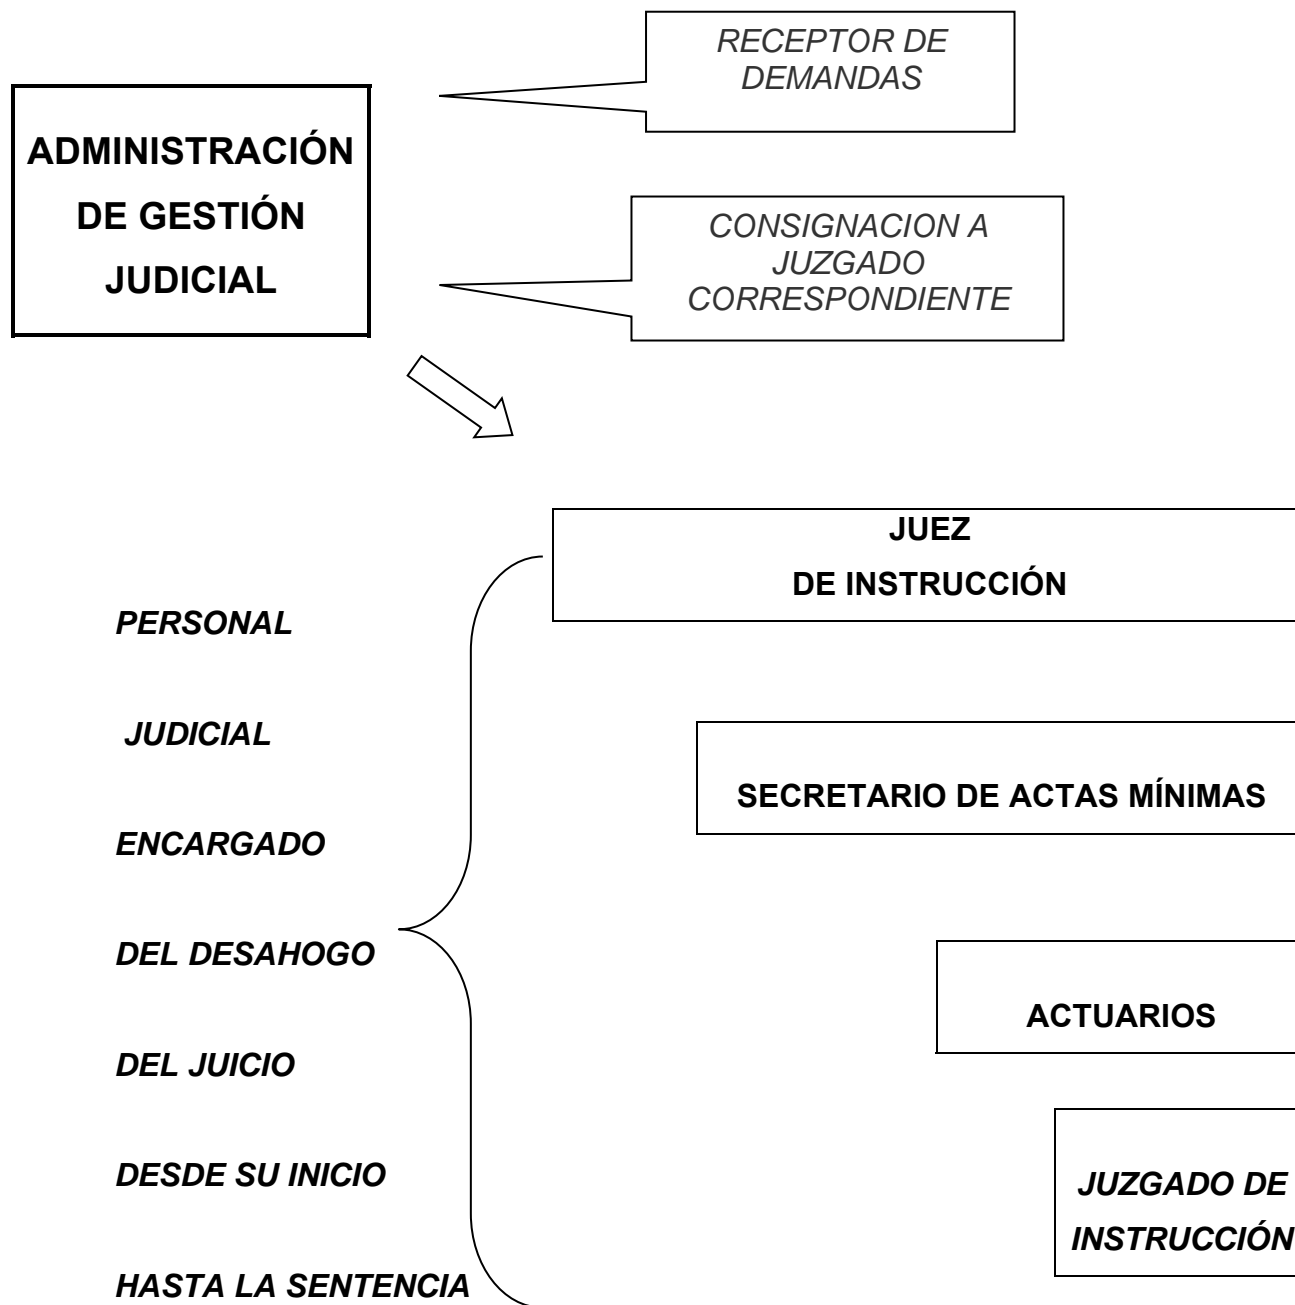 RECEPTOR DE
DEMANDAS
ADMINISTRACIÓN
DE GESTIÓN
JUDICIAL
CONSIGNACION A
JUZGADO
CORRESPONDIENTE
JUEZ
DE INSTRUCCIÓN
PERSONAL
JUDICIAL
ENCARGADO
DEL DESAHOGO
DEL JUICIO
DESDE SU INICIO
HASTA LA SENTENCIA
SECRETARIO DE ACTAS MÍNIMAS
ACTUARIOS
JUZGADO DE
INSTRUCCIÓN